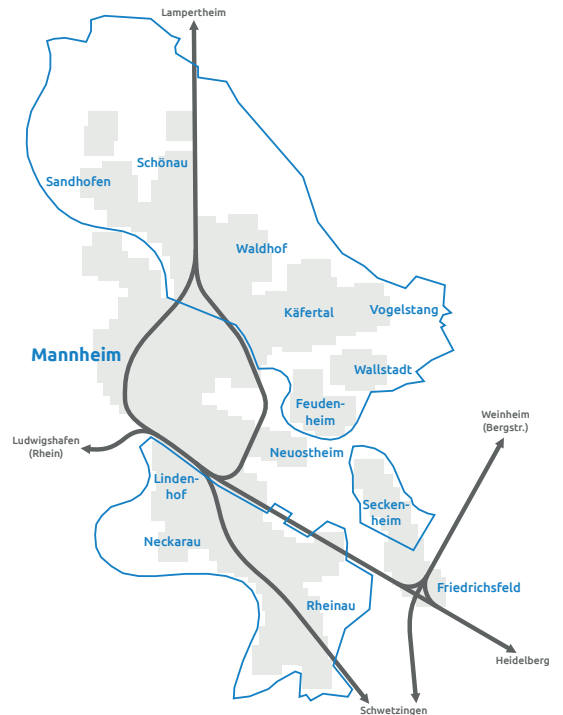 Lampertheim
Schönau
Sandhofen
Waldhof
Käfertal
Vogelstang
Mannheim
Wallstadt
Feuden-
heim
Weinheim
(Bergstr.)
Ludwigshafen
(Rhein)
Neuostheim
Linden-
hof
Secken-
heim
Neckarau
Friedrichsfeld
Rheinau
Heidelberg
Schwetzingen